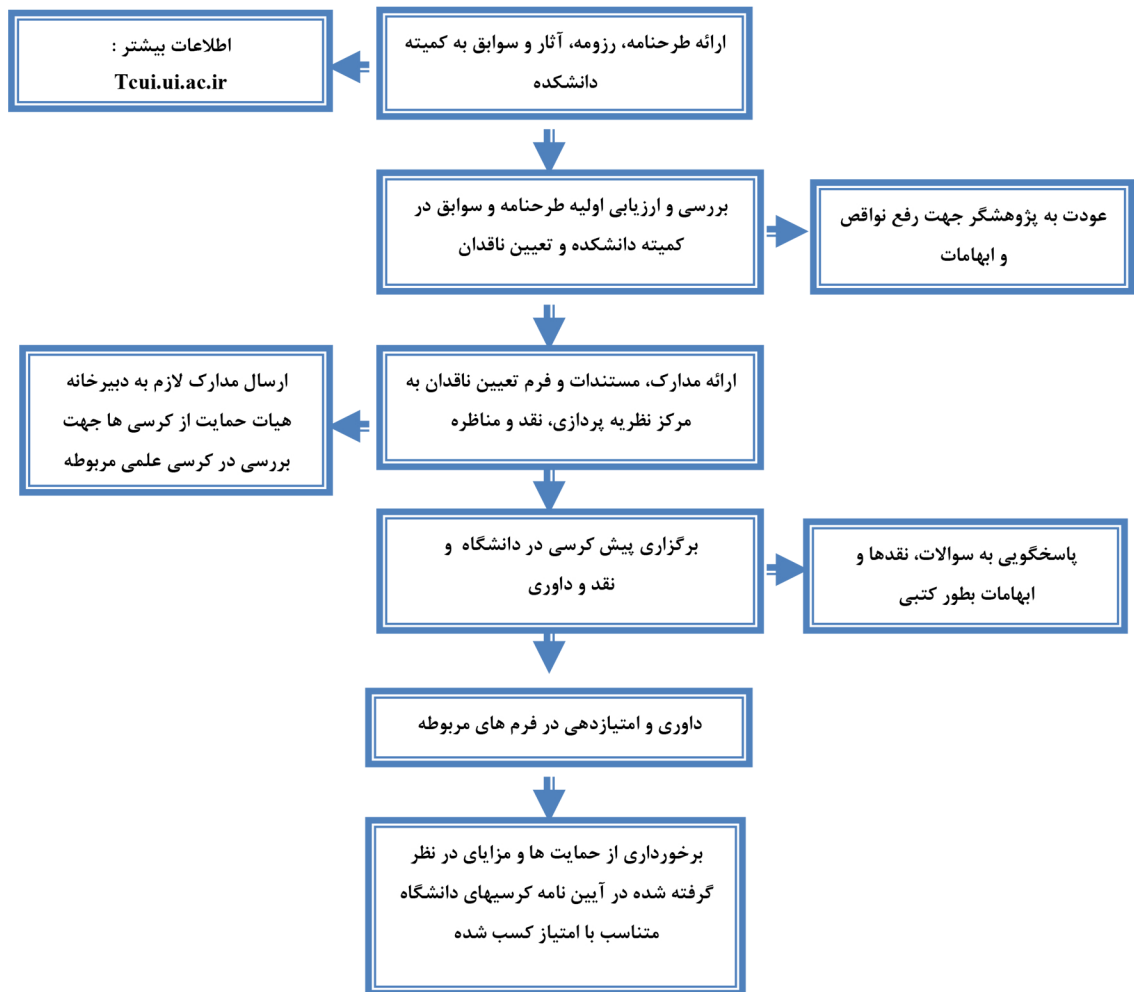 ارائه طرحنامه، رزومه، آثار و سوابق به کمیته
دانشکده
اطلاعات بیشتر :
Tcui.ui.ac.ir
بررسی و ارزیابی اولیه طرحنامه و سوابق در
کمیته دانشکده و تعیین ناقدان
عودت به پژوهشگر جهت رفع نواقص
و ابهامات
ارائه مدارک، مستندات و فرم تعیین ناقدان به
مرکز نظریه پردازی، نقد و مناظره
ارسال مدارک لازم به دبیرخانه
هیات حمایت از کرسی ها جهت
بررسی در کرسی علمی مربوطه
برگزاری پیش کرسی در دانشگاه و
نقد و داوری
پاسخگویی به سوالات، نقدها و
ابهامات بطور کتبی
داوری و امتیازدهی در فرم های مربوطه
برخورداری از حمایت ها و مزایای در نظر
گرفته شده در آیین نامه کرسیهای دانشگاه
متناسب با امتیاز کسب شده